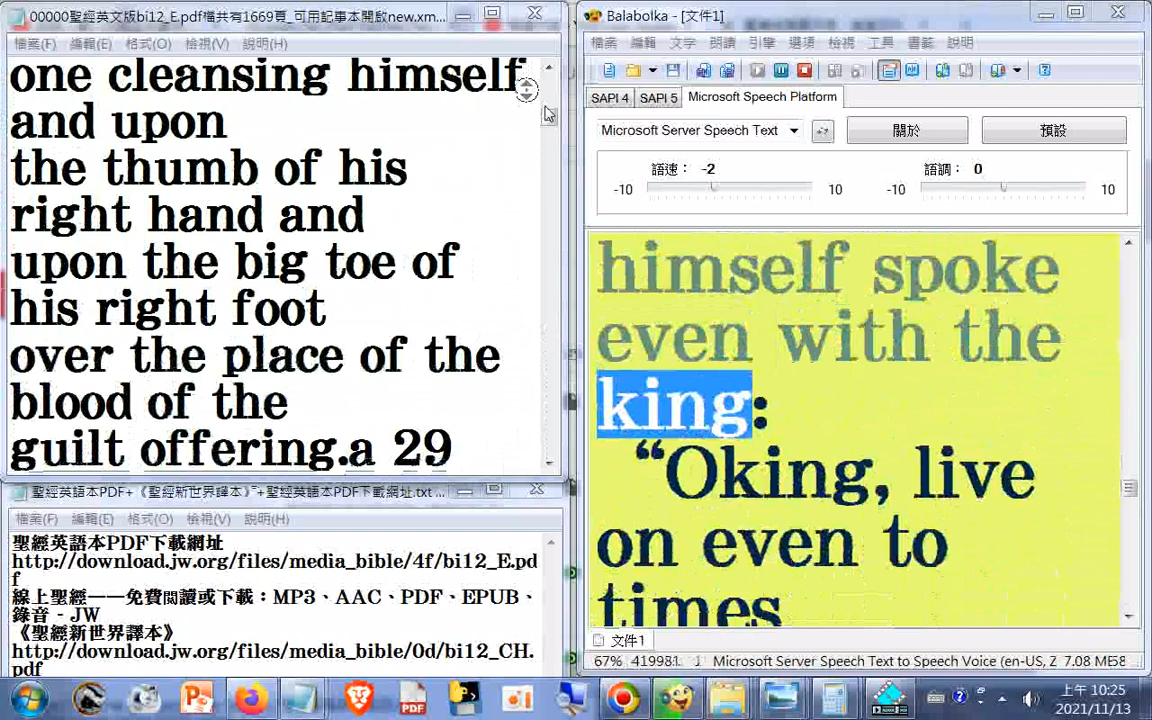 00000聖經英文版bi12_E.pdf檔共有1669頁_可用記事本開啟new.xm...
檔案(F) 編輯(E) 格式(O) 檢視(V) 說明(H)
one cleansing himself
and upon
the thumb of his
right hand and
upon the big toe of
his right foot
over the place of the
blood of the
guilt offering.a 29
聖經英語本PDF+《聖經新世界譯本》"+聖經英語本PDF下載網址.txt ...
檔案(F) 編輯(E) 格式(O) 檢視(V) 說明(H)
聖經英語本PDF下載網址
http://download.jw.org/files/media_bible/4f/bi12_E.pd
f
線上聖經——免費閱讀或下載：MP3、AAC、PDF、EPUB、
錄音 - JW
《聖經新世界譯本》
http://download.jw.org/files/media_bible/0d/bi12_CH.
pdf
Balabolka - [文件1]
檔案 編輯 文字 朗讀 引擎 選項 檢視 工具 書籤 說明
SAPI 4 SAPI 5 Microsoft Speech Platform
Microsoft Server Speech Text 關於 預設
語速： -2 語調： 0
-10 10 -10 10
himself spoke
even with the
king:
“Oking, live
on even to
times
文件1
67% 419981 1 Microsoft Server Speech Text to Speech Voice (en-US, Z 7.08 ME58
PDF
上午 10:25
2021/11/13